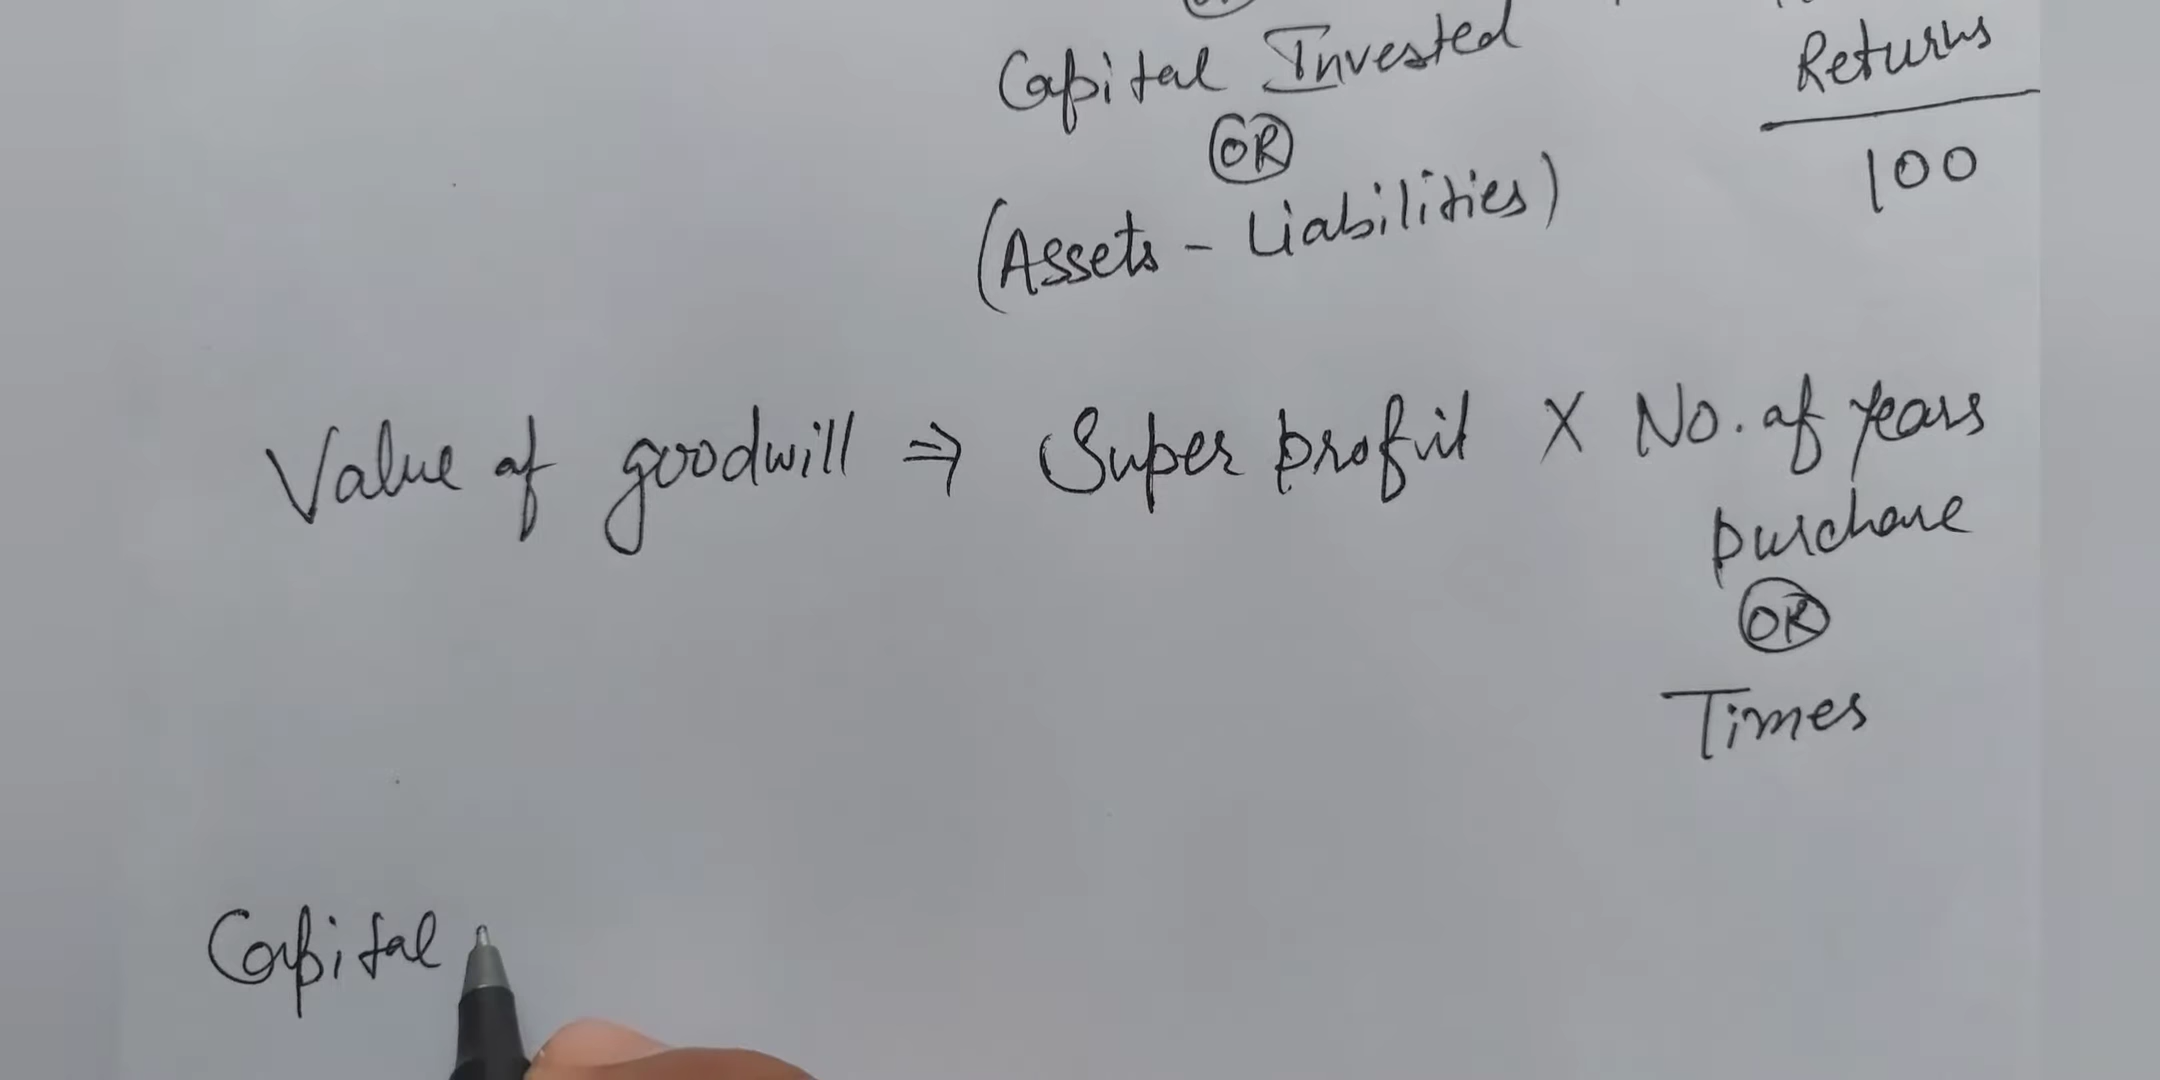 Capital Invested
Returns
OR
100
(Assets - Liabilities)
Value of goodwill ⇒ Super profit X No. of years
purchase
OR
Times
Capital